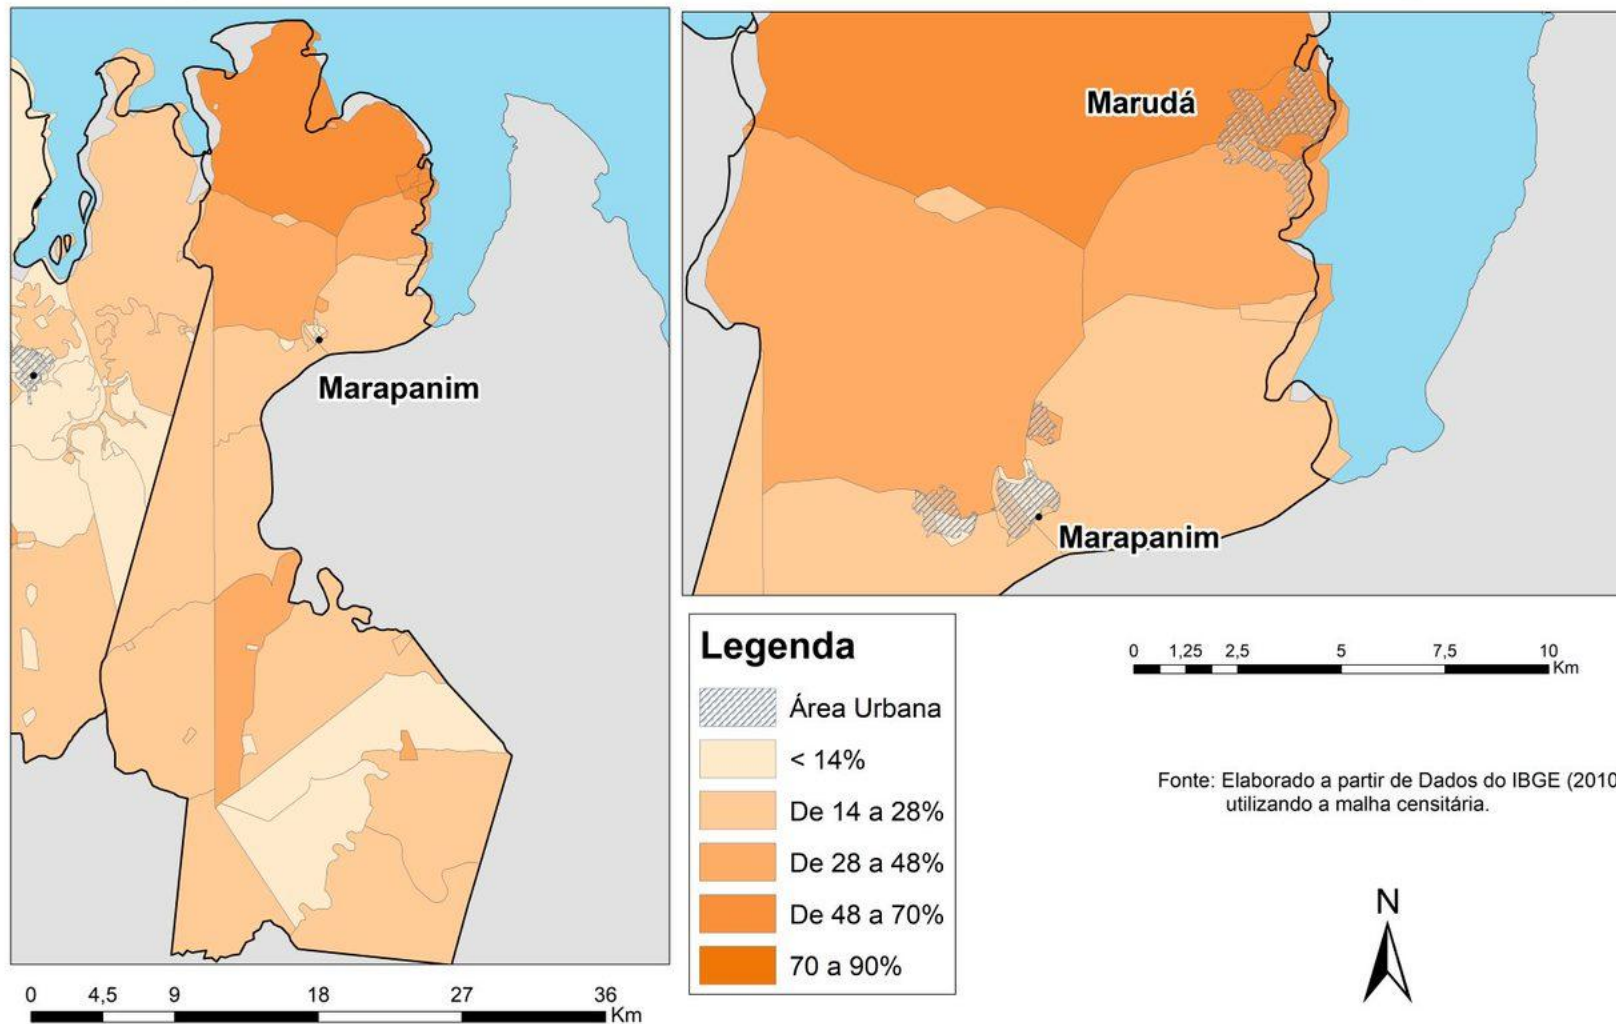 Marapanim
0 4,5 9 18 27 36
Km
Marudá
Marapanim
Legenda
Área Urbana
< 14%
De 14 a 28%
De 28 a 48%
De 48 a 70%
70 a 90%
0 1,25 2,5 5 7,5 10
Km
Fonte: Elaborado a partir de Dados do IBGE (2010
utilizando a malha censitária.
N